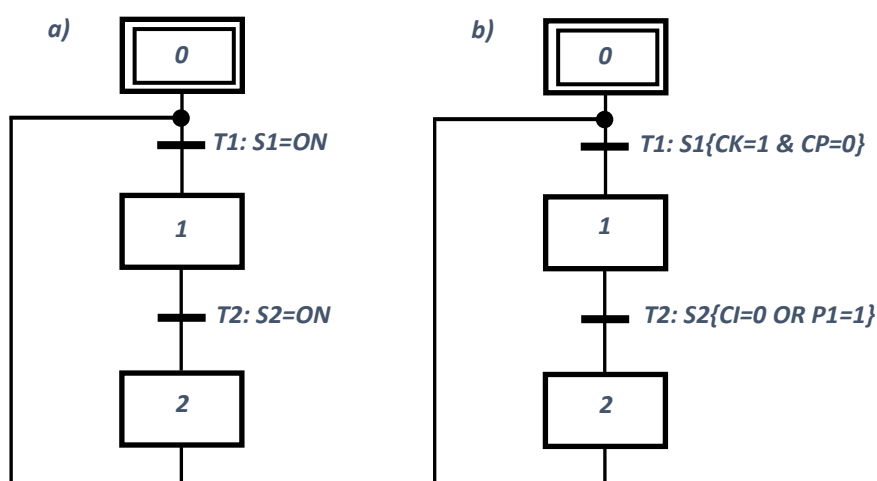 a)
0
T1: S1=ON
1
T2: S2=ON
2
b)
0
T1: S1{CK=1 & CP=0}
1
T2: S2{CI=0 OR P1=1}
2